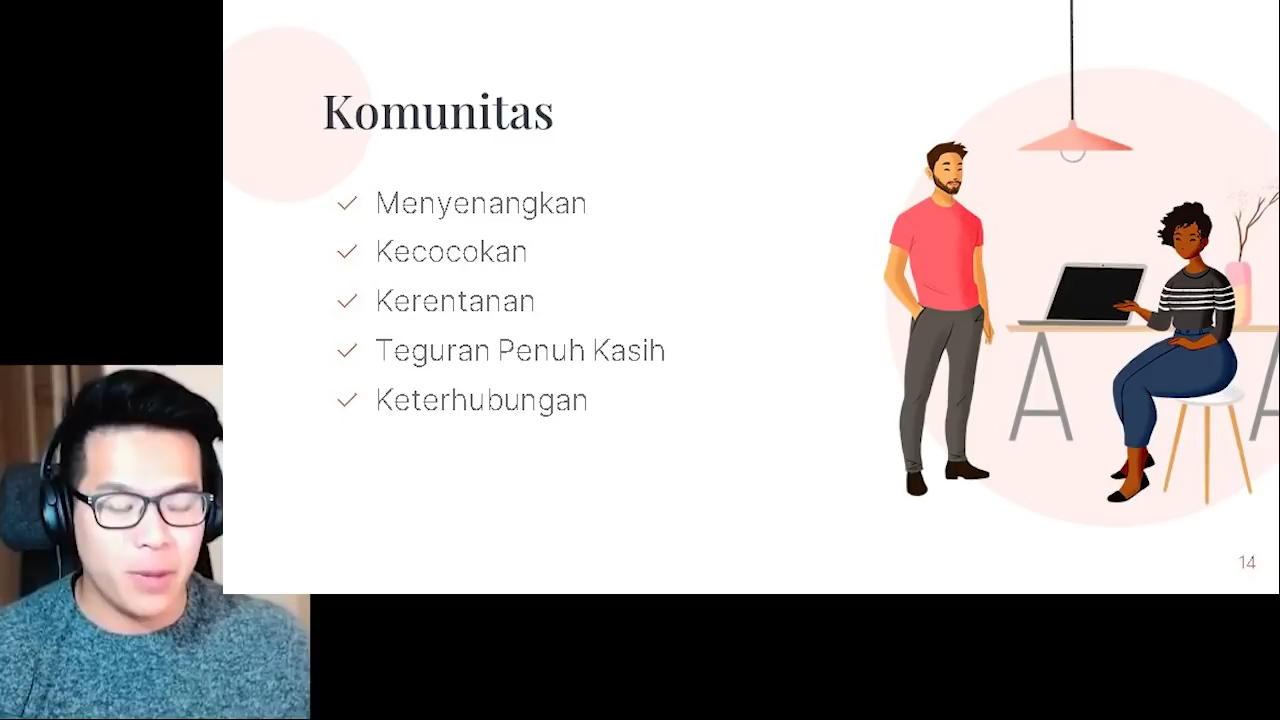 Komunitas
Menyenangkan
Kecocokan
Kerentanan
Teguran Penuh Kasih
Keterhubungan
14